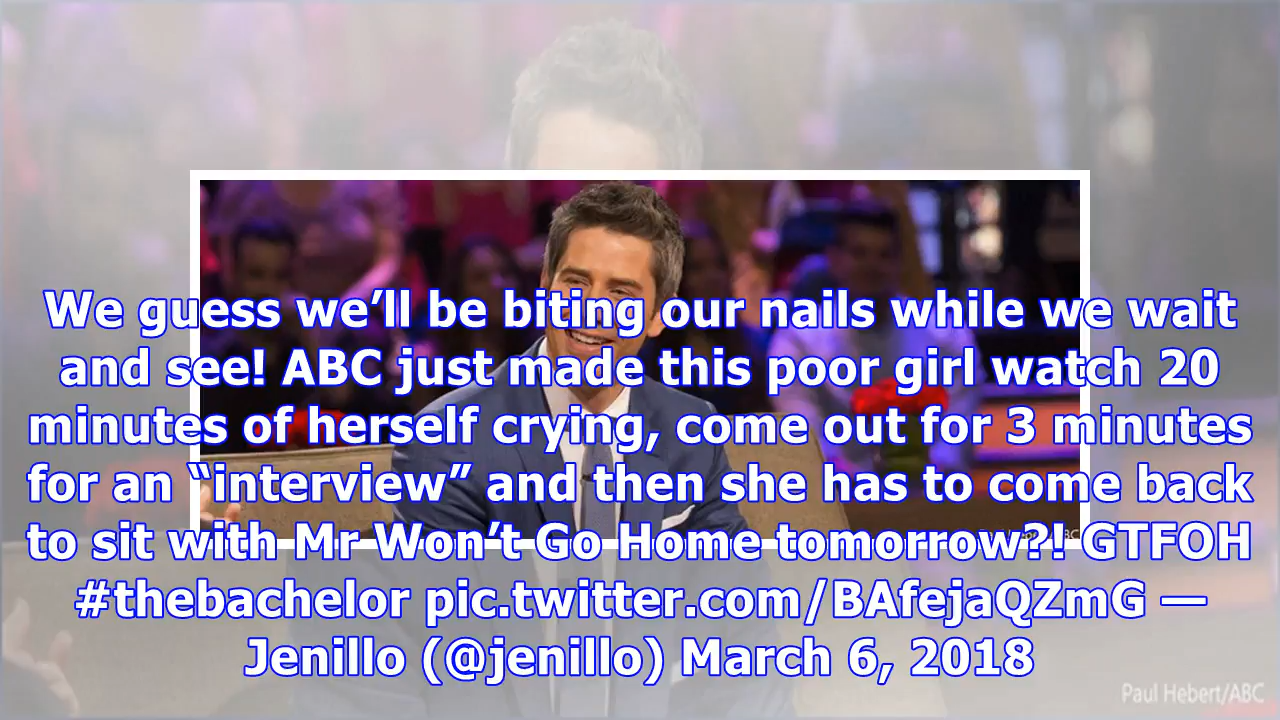 We guess we’ll be biting our nails while we wait
and see! ABC just made this poor girl watch 20
minutes of herself crying, come out for 3 minutes
for an “interview” and then she has to come back
to sit with Mr Won’t Go Home tomorrow?! GTFOH
#thebachelor pic.twitter.com/BAfejaQZmG —
Jenillo (@jenillo) March 6, 2018
Paul Hebert/ABC